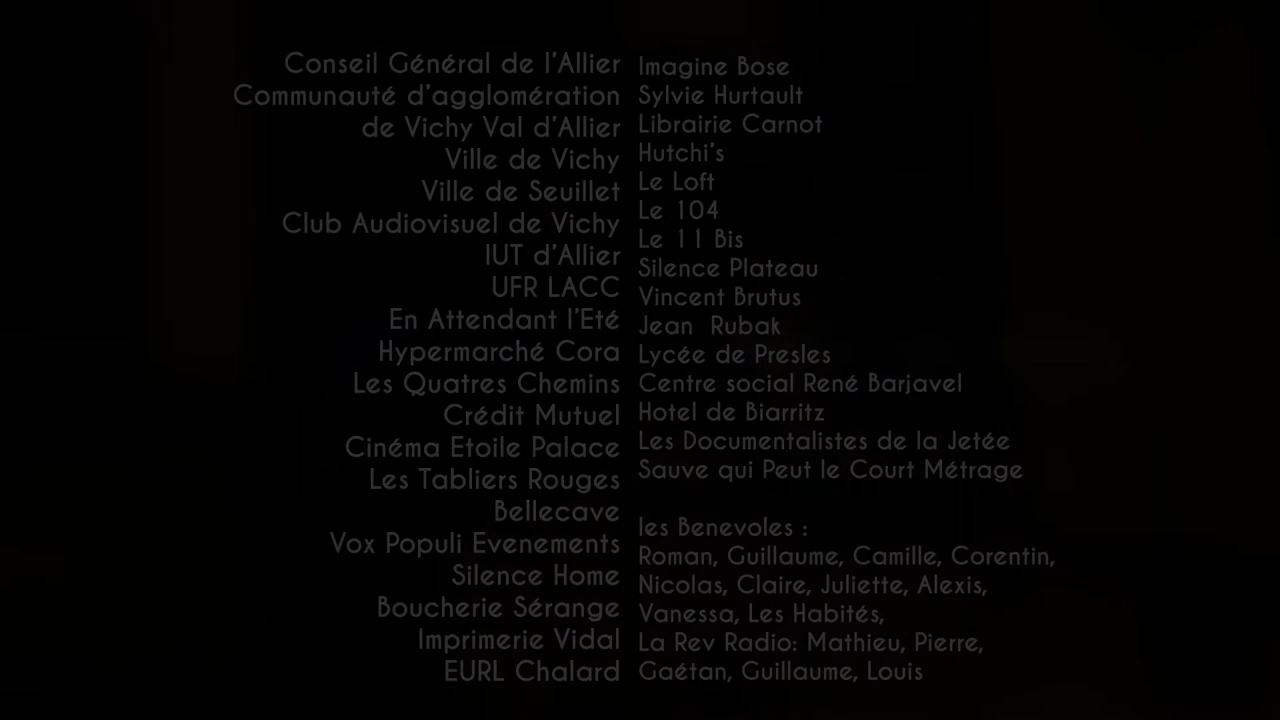 Conseil Général de l'Allier
Communauté d'agglomération
de Vichy Val d'Allier
Ville de Vichy
Ville de Seuillet
Club Audiovisuel de Vichy
IUT d'Allier
UFR LACC
En Attendant l'Eté
Hypermarché Cora
Les Quatres Chemins
Crédit Mutuel
Cinéma Etoile Palace
Les Tabliers Rouges
Bellecave
Vox Populi Evenements
Silence Home
Boucherie Sérange
Imprimerie Vidal
EURL Chalard
Imagine Bose
Sylvie Hurtault
Librairie Carnot
Hutchi's
Le Loft
Le 104
Le 11 Bis
Silence Plateau
Vincent Brutus
Jean Rubak
Lycée de Presles
Centre social René Barjavel
Hotel de Biarritz
Les Documentalistes de la Jetée
Sauve qui Peut le Court Métrage
les Benevoles :
Roman, Guillaume, Camille, Corentin,
Nicolas, Claire, Juliette, Alexis,
Vanessa, Les Habités,
La Rev Radio: Mathieu, Pierre,
Gaétan, Guillaume, Louis